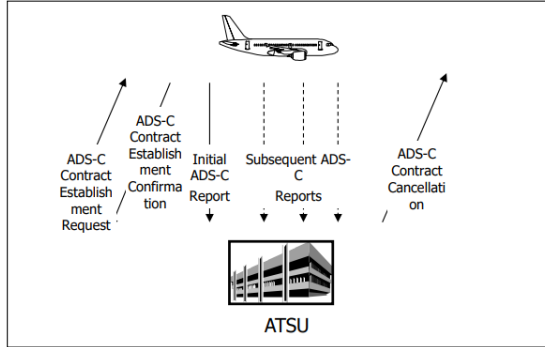 ADS-C
Contract
Establish
ment
Request
ADS-C
Contract
Establish
ment
Confirma
tion
Initial
ADS-C
Report
Subsequent ADS-
C
Reports
ADS-C
Contract
Cancellati
on
ATSU